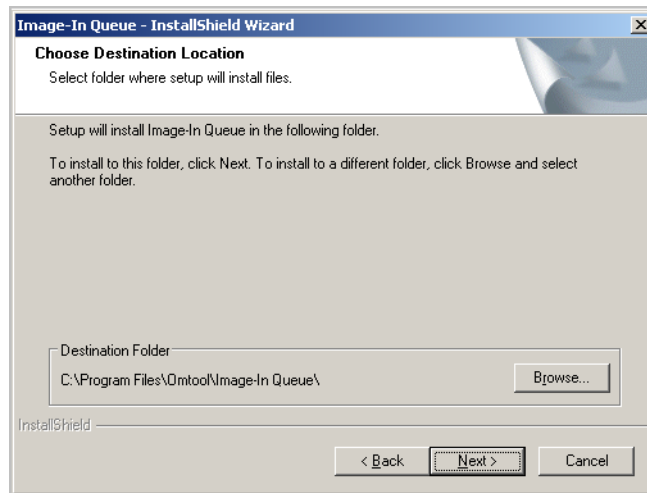 Image-In Queue - InstallShield Wizard
Choose Destination Location
Select folder where setup will install files.
Setup will install Image-In Queue in the following folder.
To install to this folder, click Next. To install to a different folder, click Browse and select
another folder.
Destination Folder
C:\Program Files\Omtool\Image-In Queue\
Browse...
InstallShield
< Back
Next >
Cancel